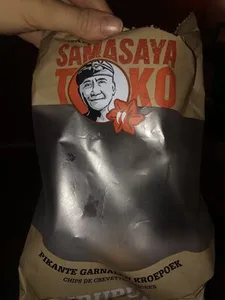 SAMASAYA
TOKO
PIKANTE GARNALEN KROEPOEK
CHIPS DE CREVETTES